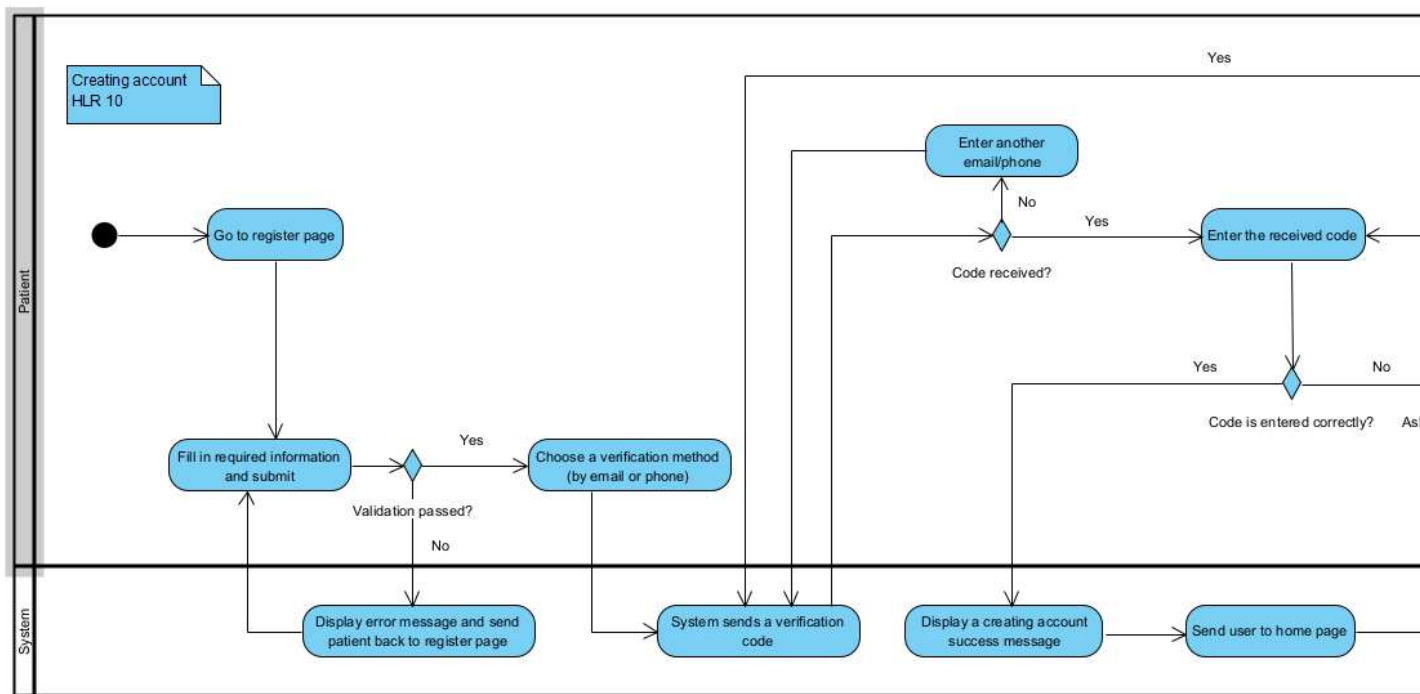 Yes
Creating account
HLR 10
Enter another
email/phone
No
Go to register page
Yes
Enter the received code
Code received?
Patient
Yes
No
Code is entered correctly?
Yes
Fill in required information
and submit
Choose a verification method
(by email or phone)
Validation passed?
No
System
Display error message and send
patient back to register page
System sends a verification
code
Display a creating account
success message
Send user to home page